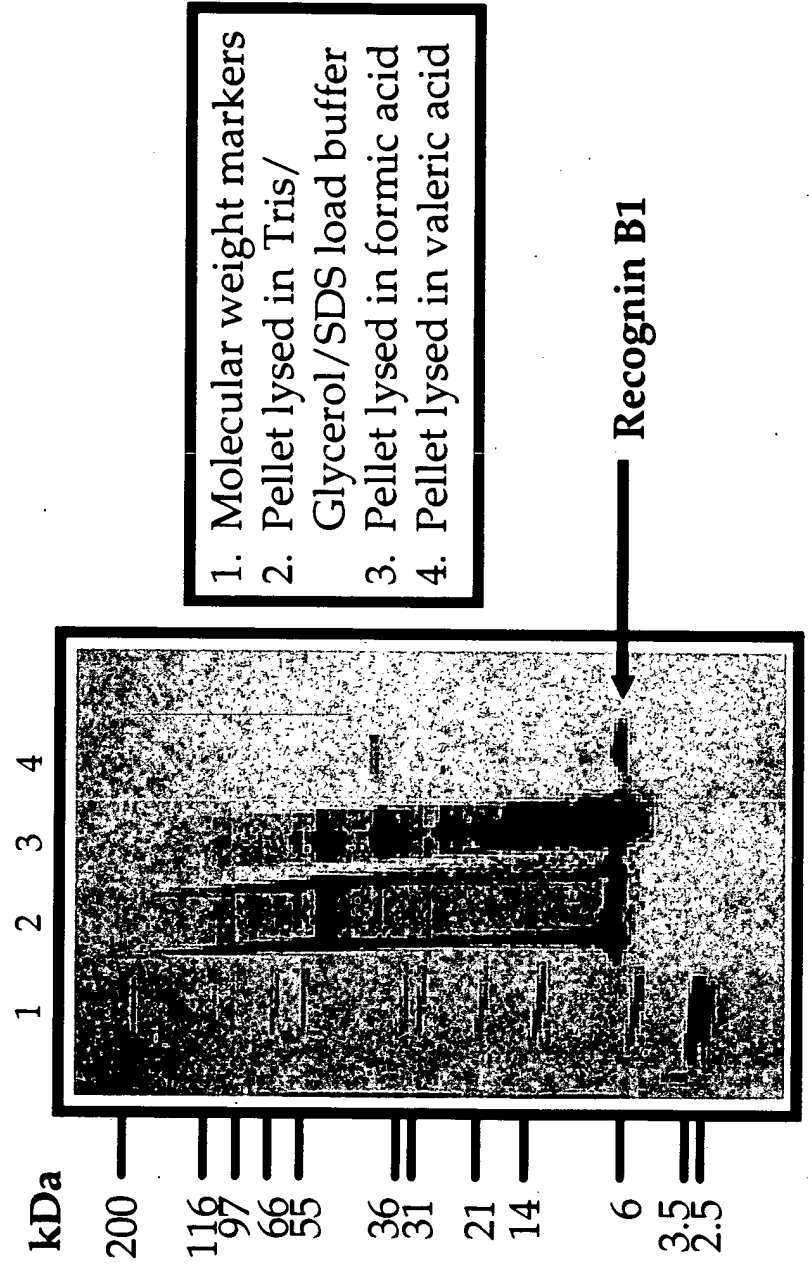 kDa
200
116
97
66
55
36
31
21
14
6
3.5
2.5
1 2 3 4
1. Molecular weight markers
2. Pellet lysed in Tris/
Glycerol/SDS load buffer
3. Pellet lysed in formic acid
4. Pellet lysed in valeric acid
Recognin B1